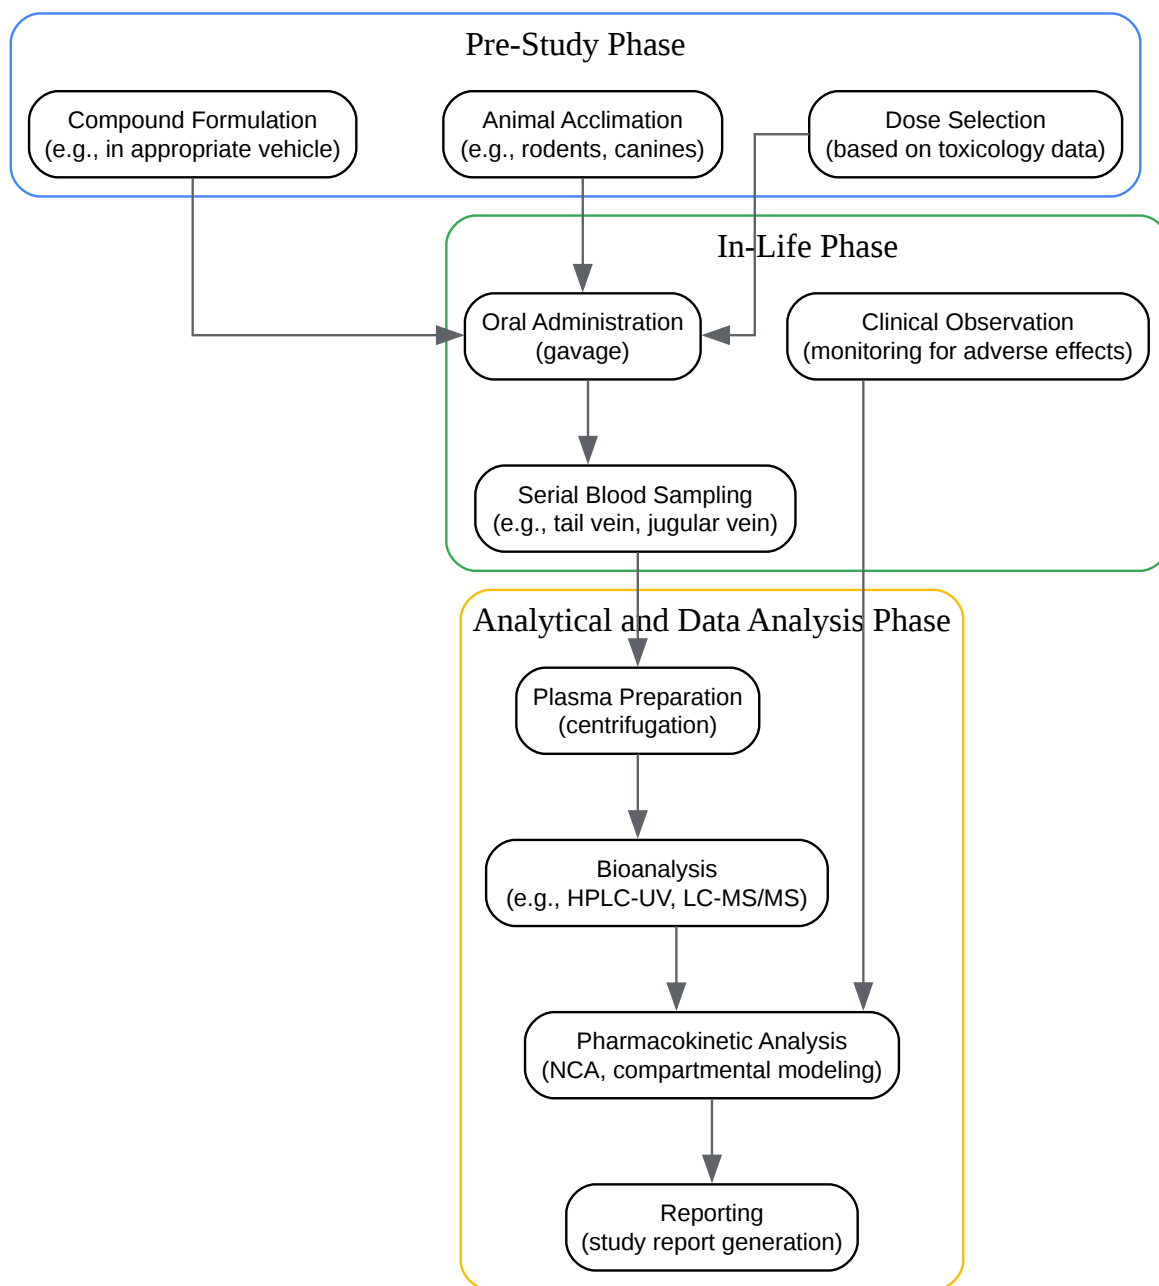 Pre-Study Phase
Compound Formulation
(e.g., in appropriate vehicle)
Animal Acclimation
(e.g., rodents, canines)
Dose Selection
(based on toxicology data)
In-Life Phase
Oral Administration
(gavage)
Clinical Observation
(monitoring for adverse effects)
Serial Blood Sampling
(e.g., tail vein, jugular vein)
Analytical and Data Analysis Phase
Plasma Preparation
(centrifugation)
Bioanalysis
(e.g., HPLC-UV, LC-MS/MS)
Pharmacokinetic Analysis
(NCA, compartmental modeling)
Reporting
(study report generation)